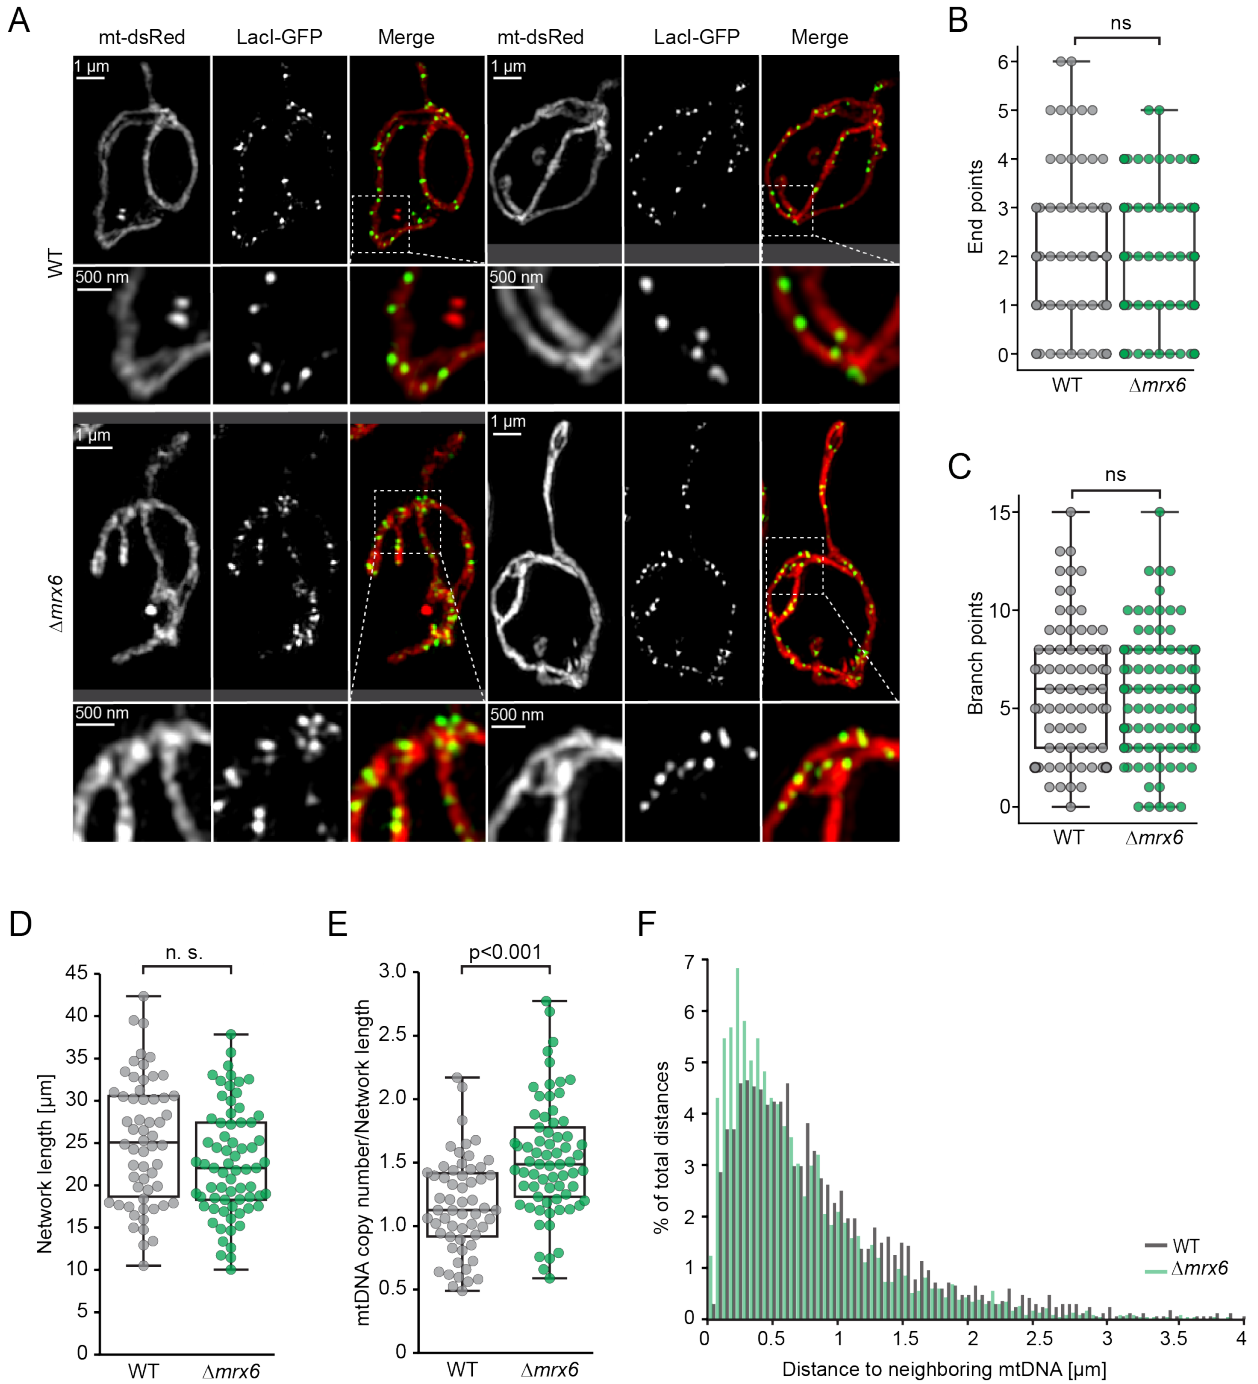 A
mt-dsRed LacI-GFP Merge mt-dsRed LacI-GFP Merge
1 µm 1 µm
WT
500 nm 500 nm
1 µm 1 µm
Δmrx6
500 nm 500 nm
B
ns
End points
6
5
4
3
2
1
0
WT Δmrx6
C
ns
Branch points
15
10
5
0
WT Δmrx6
D
n. s.
Network length [µm]
45
40
35
30
25
20
15
10
5
0
WT Δmrx6
E
p<0.001
mtDNA copy number/Network length
3.0
2.5
2.0
1.5
1.0
0.5
0
WT Δmrx6
F
% of total distances
7
6
5
4
3
2
1
0
WT
Δmrx6
0 0.5 1 1.5 2 2.5 3 3.5 4
Distance to neighboring mtDNA [µm]